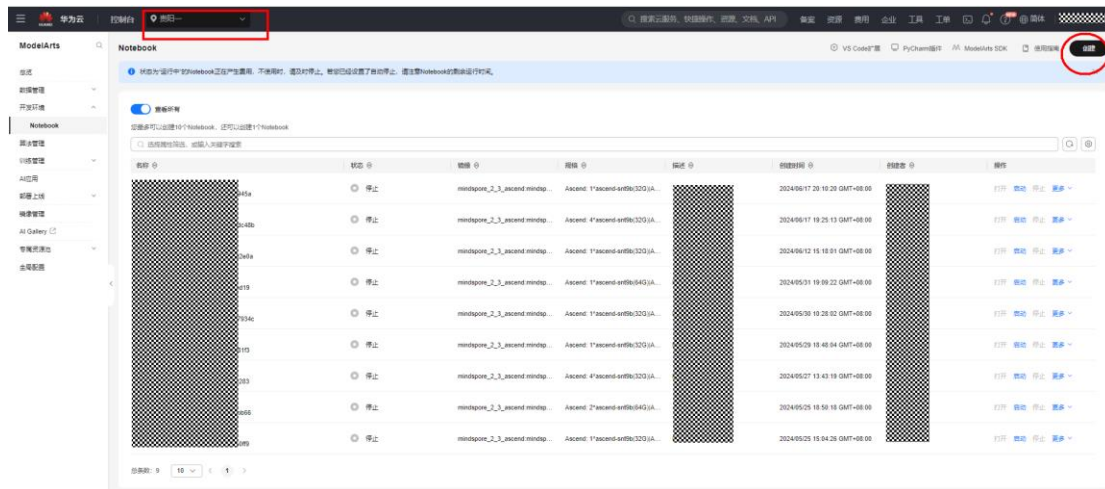 华为云 控制台 贵阳一 搜索云服务、快捷操作、资源、文档、API 备案 资源 费用 企业 工具 工单 简体
ModelArts
Notebook
PyCharm插件 ModelArts SDK 使用指南 创建
状态为"运行中"的Notebook正在产生费用，不使用时，请及时停止。若您已经设置了自动停止，请注意Notebook的剩余运行时间。
总览
数据管理
开发环境
Notebook
算法管理
训练管理
AI应用
部署上线
镜像管理
AI Gallery
专属资源池
全局配置
查看所有
您最多可以创建10个Notebook，还可以创建1个Notebook
选择属性筛选，或输入关键字搜索
名称 状态 镜像 规格 描述 创建时间 创建者 操作
停止 mindspore_2_3_ascend:mindsp... Ascend: 1*ascend-snt9b(32G)|A... 2024/06/17 20:10:20 GMT+08:00 打开 启动 停止 更多
停止 mindspore_2_3_ascend:mindsp... Ascend: 4*ascend-snt9b(32G)|A... 2024/06/17 19:25:13 GMT+08:00 打开 启动 停止 更多
停止 mindspore_2_3_ascend:mindsp... Ascend: 1*ascend-snt9b(32G)|A... 2024/06/12 15:18:01 GMT+08:00 打开 启动 停止 更多
停止 mindspore_2_3_ascend:mindsp... Ascend: 1*ascend-snt9b(64G)|A... 2024/05/31 19:09:22 GMT+08:00 打开 启动 停止 更多
停止 mindspore_2_3_ascend:mindsp... Ascend: 1*ascend-snt9b(32G)|A... 2024/05/30 10:28:02 GMT+08:00 打开 启动 停止 更多
停止 mindspore_2_3_ascend:mindsp... Ascend: 1*ascend-snt9b(32G)|A... 2024/05/29 18:48:04 GMT+08:00 打开 启动 停止 更多
停止 mindspore_2_3_ascend:mindsp... Ascend: 4*ascend-snt9b(32G)|A... 2024/05/27 13:43:19 GMT+08:00 打开 启动 停止 更多
停止 mindspore_2_3_ascend:mindsp... Ascend: 2*ascend-snt9b(64G)|A... 2024/05/25 18:50:18 GMT+08:00 打开 启动 停止 更多
停止 mindspore_2_3_ascend:mindsp... Ascend: 1*ascend-snt9b(32G)|A... 2024/05/25 15:04:26 GMT+08:00 打开 启动 停止 更多
总条数: 9 10 1